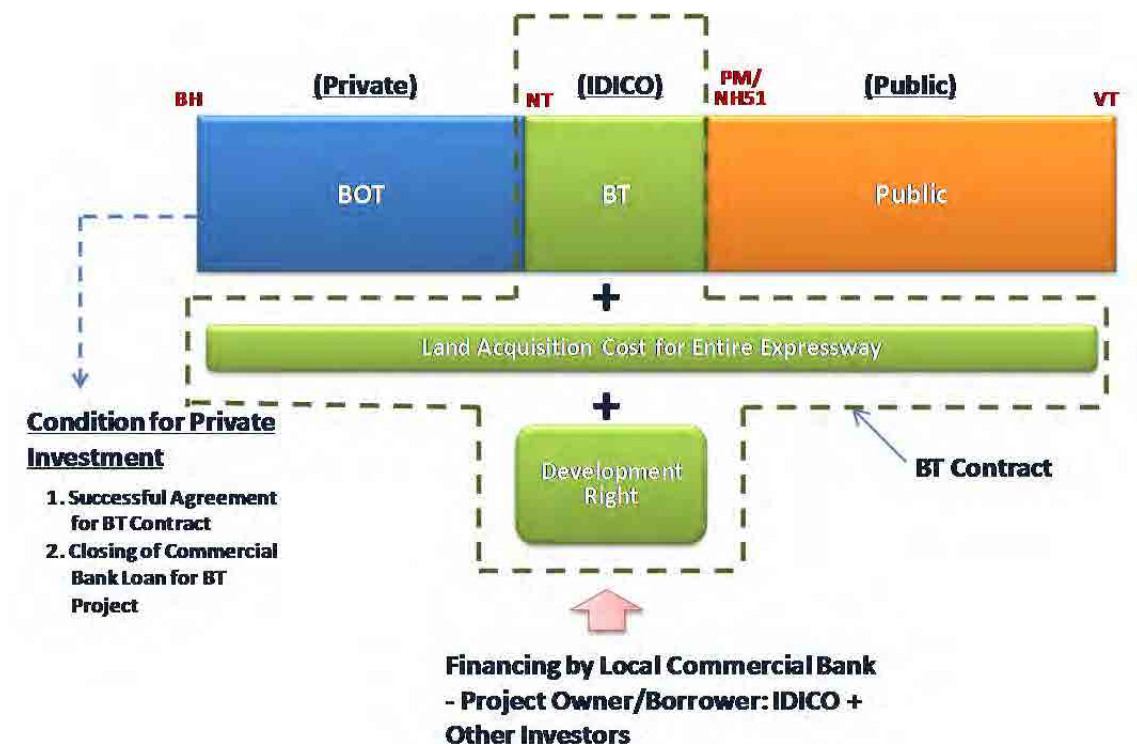 (Private)
(IDICO)
PM/
NH51
(Public)
BH
NT
VT
BOT
BT
Public
+
Land Acquisition Cost for Entire Expressway
+
Condition for Private
Investment
1. Successful Agreement
for BT Contract
2. Closing of Commercial
Bank Loan for BT
Project
Development
Right
BT Contract
Financing by Local Commercial Bank
- Project Owner/Borrower: IDICO +
Other Investors